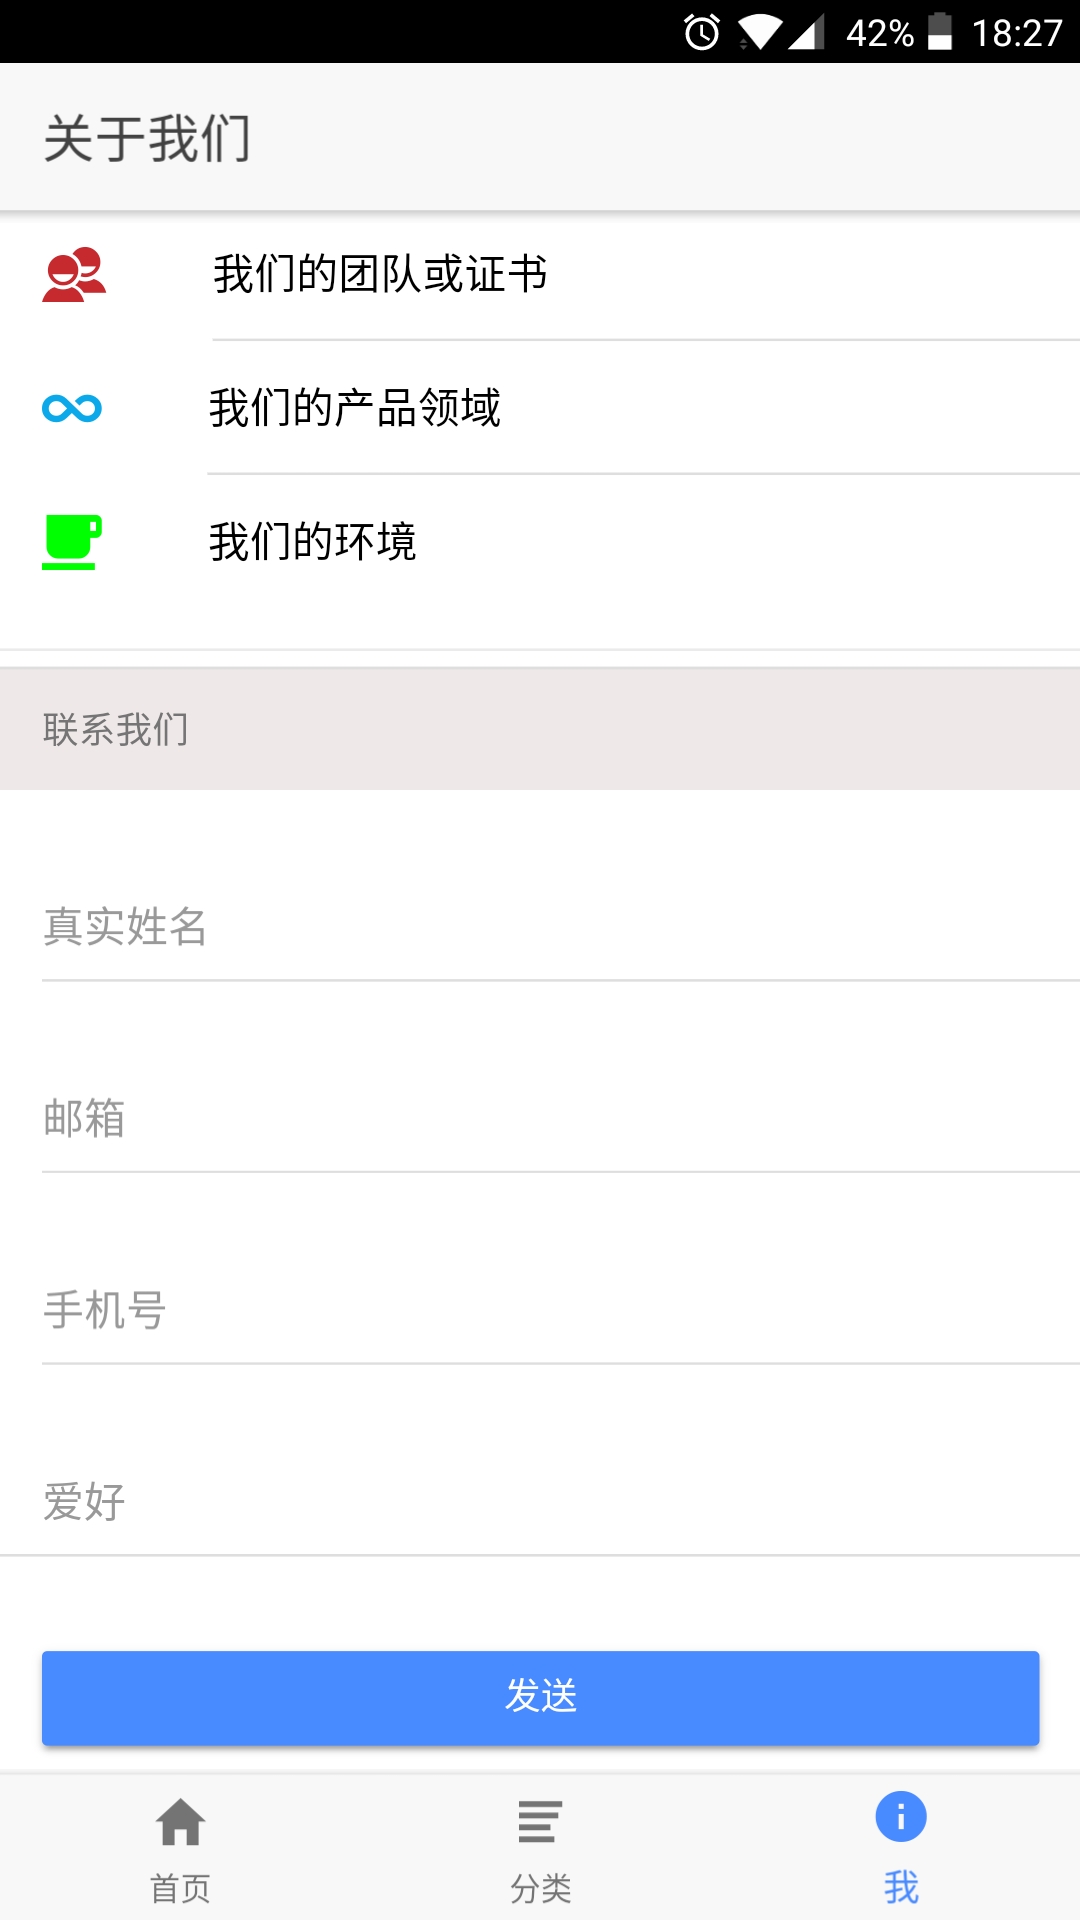 42% 18:27
关于我们
我们的团队或证书
我们的产品领域
我们的环境
联系我们
真实姓名
邮箱
手机号
爱好
发送
首页 分类 我